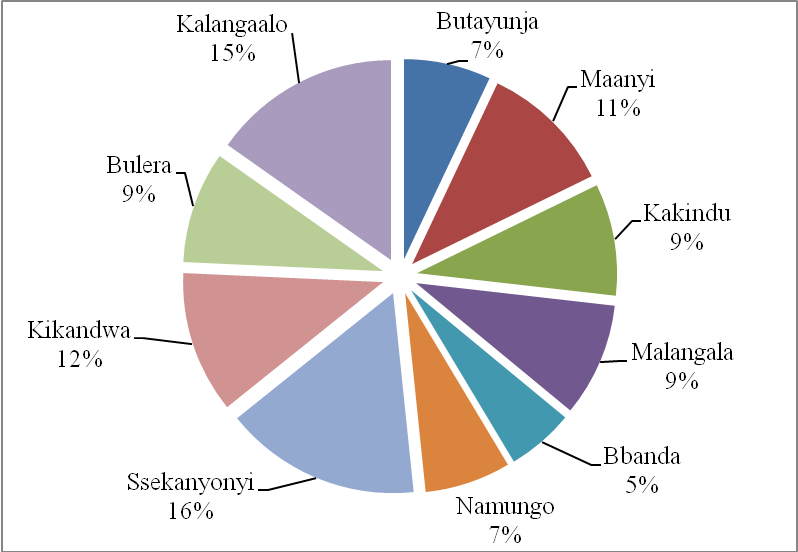 Butayunja
7%
Maanyi
11%
Kakindu
9%
Malangala
9%
Bbanda
5%
Namungo
7%
Ssekanyonyi
16%
Kikandwa
12%
Bulera
9%
Kalangaalo
15%